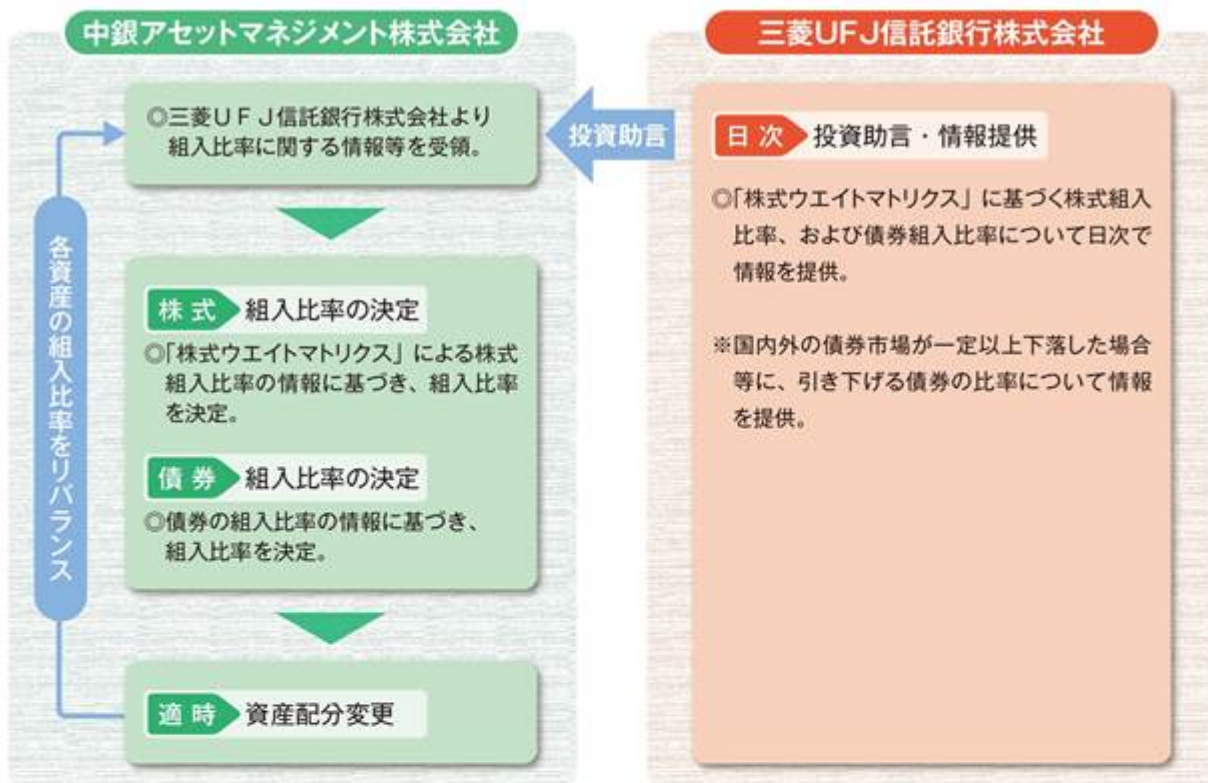 中銀アセットマネジメント株式会社
◎三菱UFJ信託銀行株式会社より
組入比率に関する情報等を受領。
株式 組入比率の決定
◎「株式ウエイトマトリクス」による株式
組入比率の情報に基づき、組入比率
を決定。
債券 組入比率の決定
◎債券の組入比率の情報に基づき、
組入比率を決定。
適時 資産配分変更
各資産の組入比率をリバランス
投資助言
三菱UFJ信託銀行株式会社
日次 投資助言・情報提供
◎「株式ウエイトマトリクス」に基づく株式組入
比率、および債券組入比率について日次で
情報を提供。
※国内外の債券市場が一定以上下落した場合
等に、引き下げる債券の比率について情報
を提供。